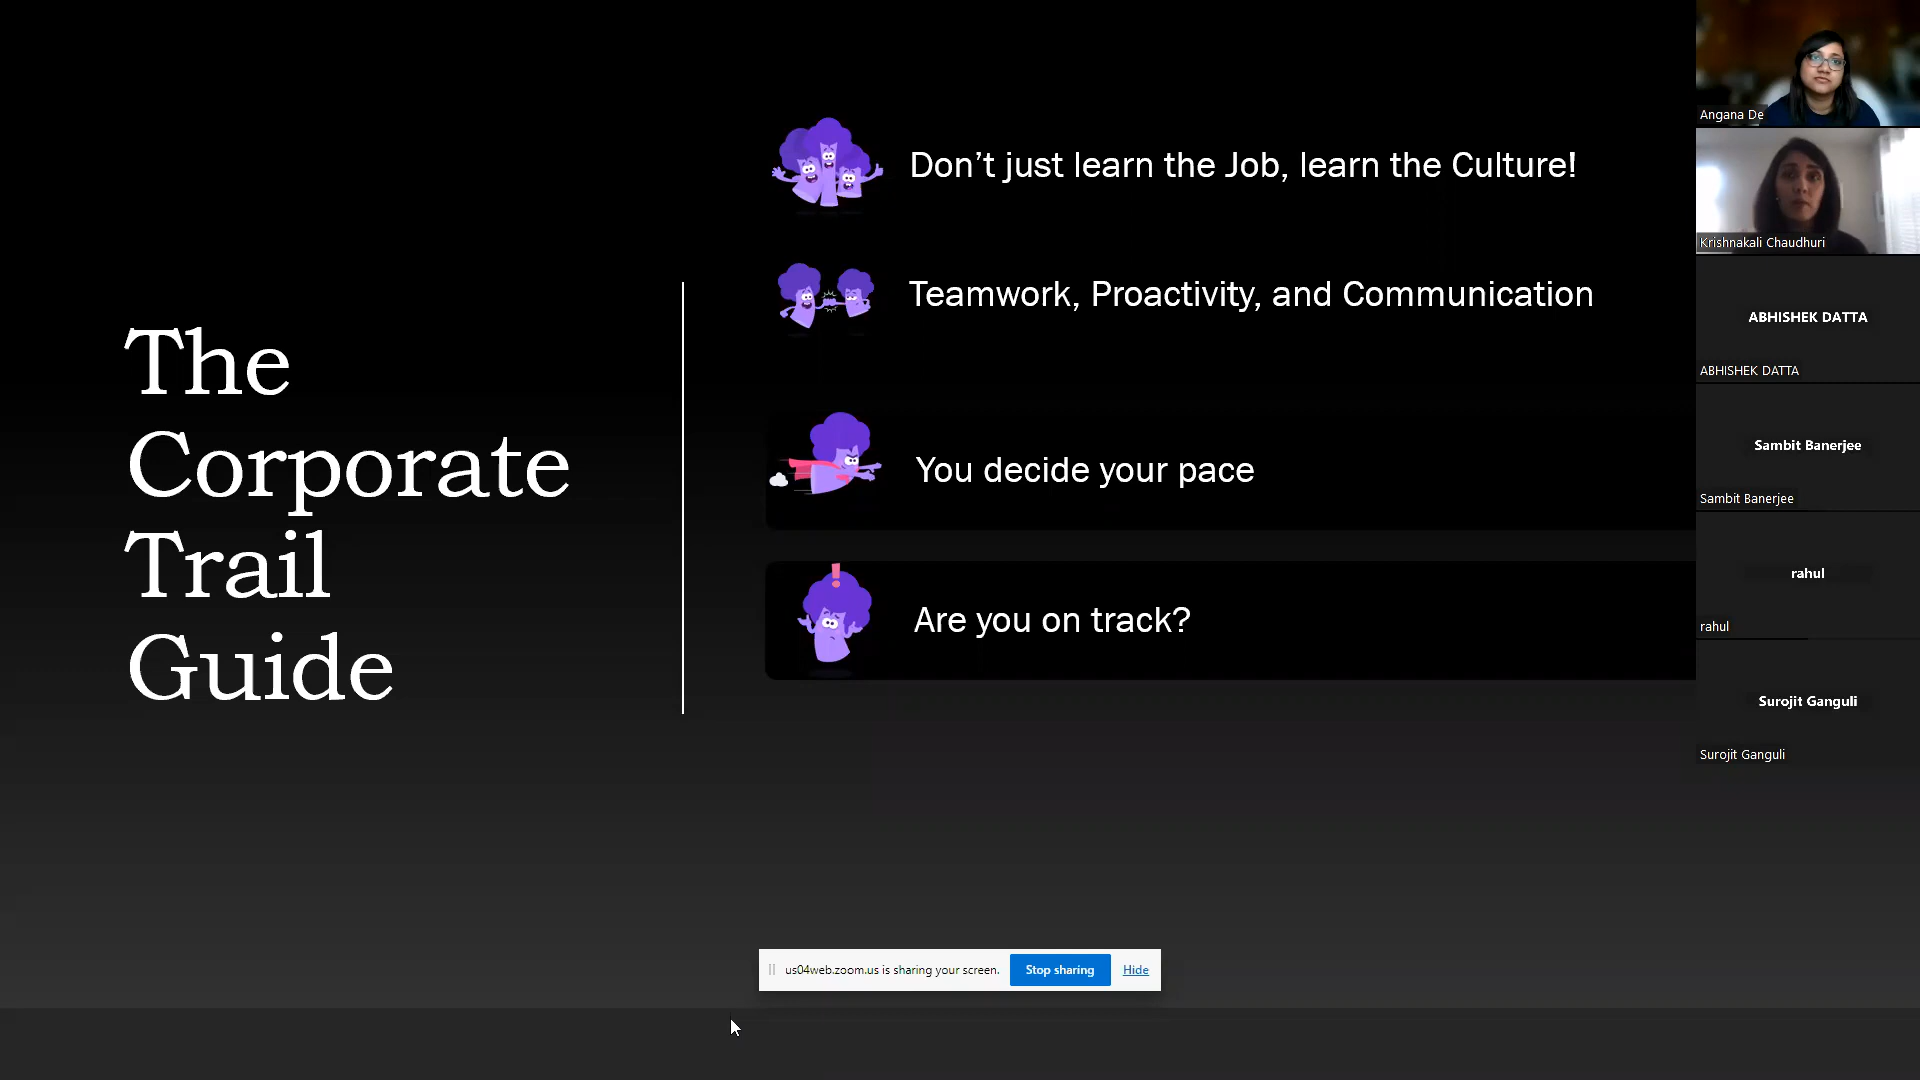 The
Corporate
Trail
Guide
Don’t just learn the Job, learn the Culture!
Teamwork, Proactivity, and Communication
You decide your pace
Are you on track?
Angana De
Krishnakali Chaudhuri
ABHISHEK DATTA
ABHISHEK DATTA
Sambit Banerjee
Sambit Banerjee
rahul
rahul
Surojit Ganguli
Surojit Ganguli
us04web.zoom.us is sharing your screen. Stop sharing Hide